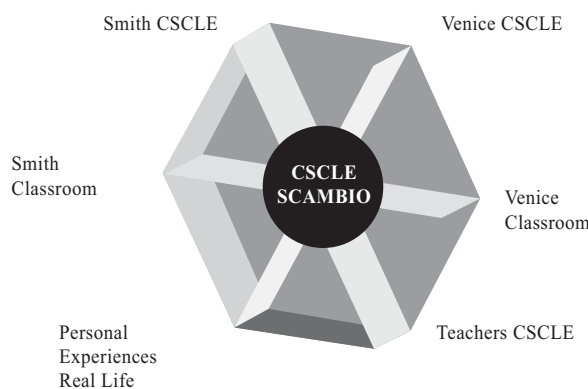 Smith CSCLE
Venice CSCLE
Smith
Classroom
CSCLE
SCAMBIO
Venice
Classroom
Personal
Experiences
Real Life
Teachers CSCLE